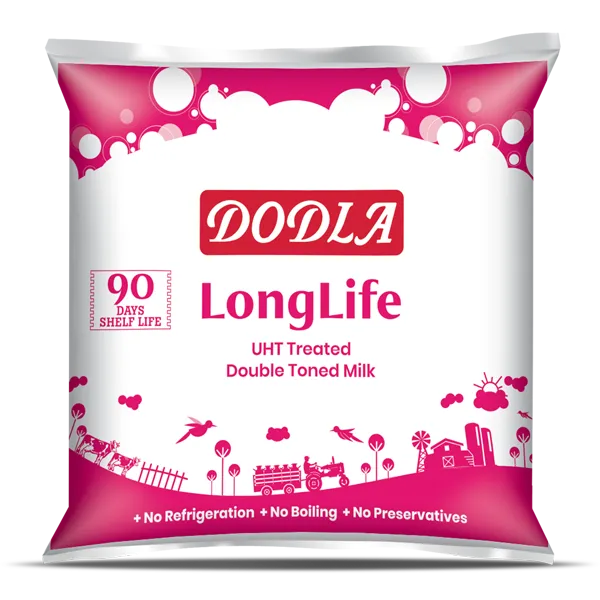 DODLA
90
DAYS
SHELF LIFE
LongLife
UHT Treated
Double Toned Milk
+ No Refrigeration + No Boiling + No Preservatives